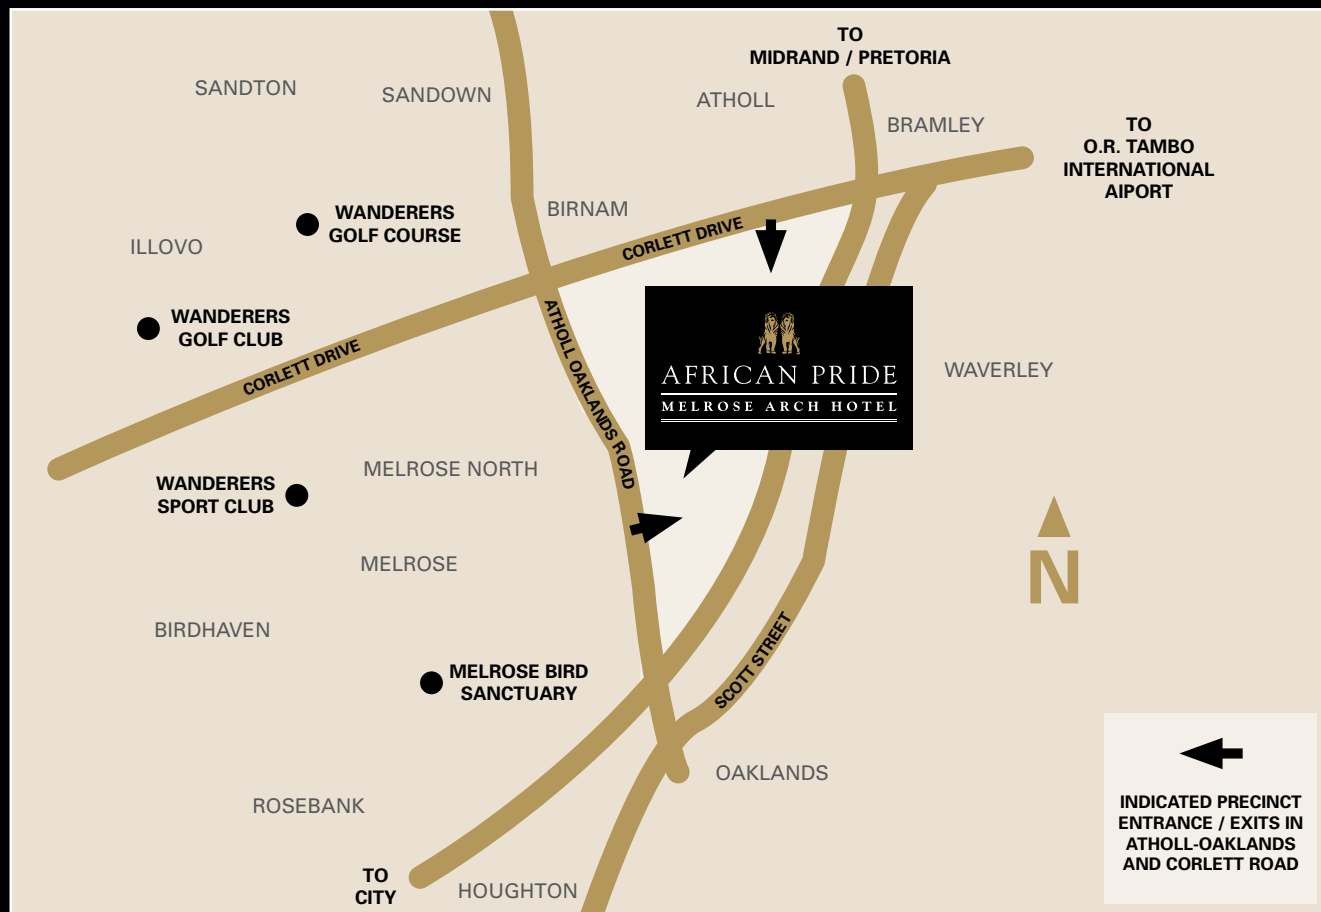 TO
MIDRAND / PRETORIA
SANDTON
SANDOWN
ATHOLL
BRAMLEY
TO
O.R. TAMBO
INTERNATIONAL
AIPORT
WANDERERS
GOLF COURSE
BIRNAM
CORLETT DRIVE
ILLOVO
WANDERERS
GOLF CLUB
CORLETT DRIVE
ATHOLL OAKLANDS ROAD
AFRICAN PRIDE
MELROSE ARCH HOTEL
WAVERLEY
MELROSE NORTH
WANDERERS
SPORT CLUB
MELROSE
N
BIRDHAVEN
SCOTT STREET
MELROSE BIRD
SANCTUARY
OAKLANDS
ROSEBANK
TO
CITY
HOUGHTON
INDICATED PRECINCT
ENTRANCE / EXITS IN
ATHOLL-OAKLANDS
AND CORLETT ROAD